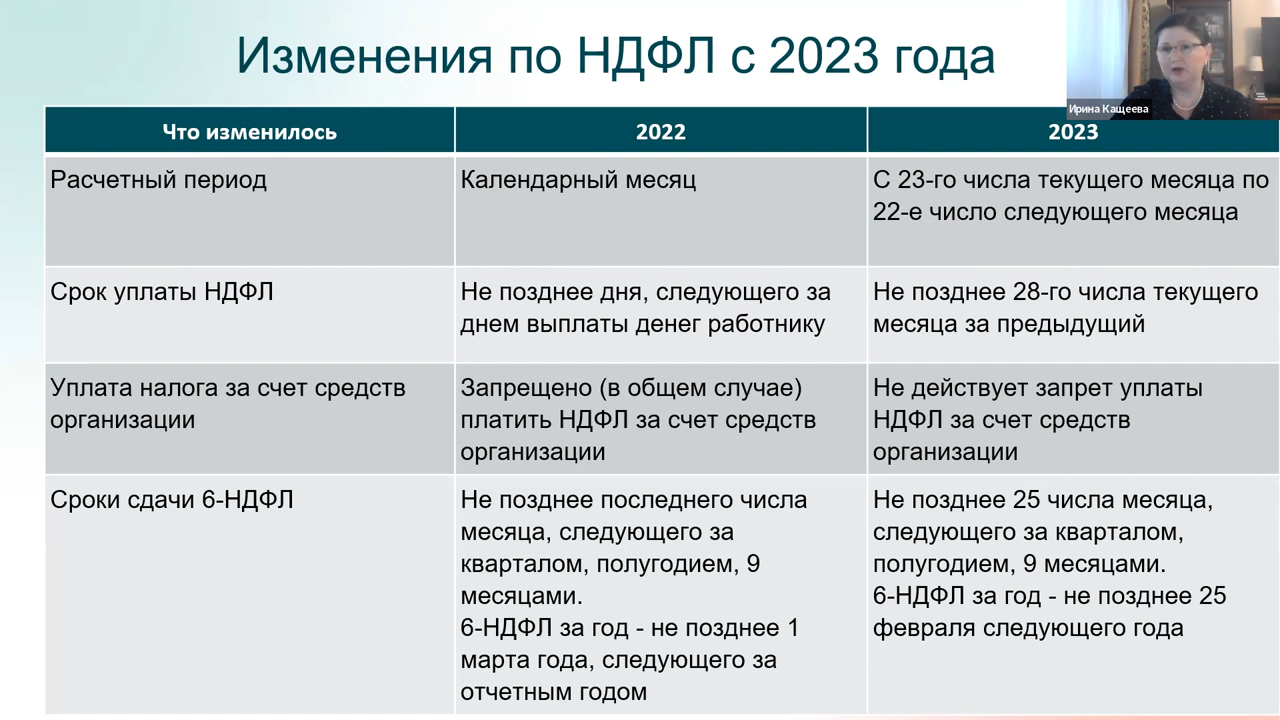 Изменения по НДФЛ с 2023 года
Ирина Кащеева
Что изменилось
2022
2023
Расчетный период
Календарный месяц
С 23-го числа текущего месяца по
22-е число следующего месяца
Срок уплаты НДФЛ
Не позднее дня, следующего за
днем выплаты денег работнику
Не позднее 28-го числа текущего
месяца за предыдущий
Уплата налога за счет средств
организации
Запрещено (в общем случае)
платить НДФЛ за счет средств
организации
Не действует запрет уплаты
НДФЛ за счет средств
организации
Сроки сдачи 6-НДФЛ
Не позднее последнего числа
месяца, следующего за
кварталом, полугодием, 9
месяцами.
6-НДФЛ за год - не позднее 1
марта года, следующего за
отчетным годом
Не позднее 25 числа месяца,
следующего за кварталом,
полугодием, 9 месяцами.
6-НДФЛ за год - не позднее 25
февраля следующего года